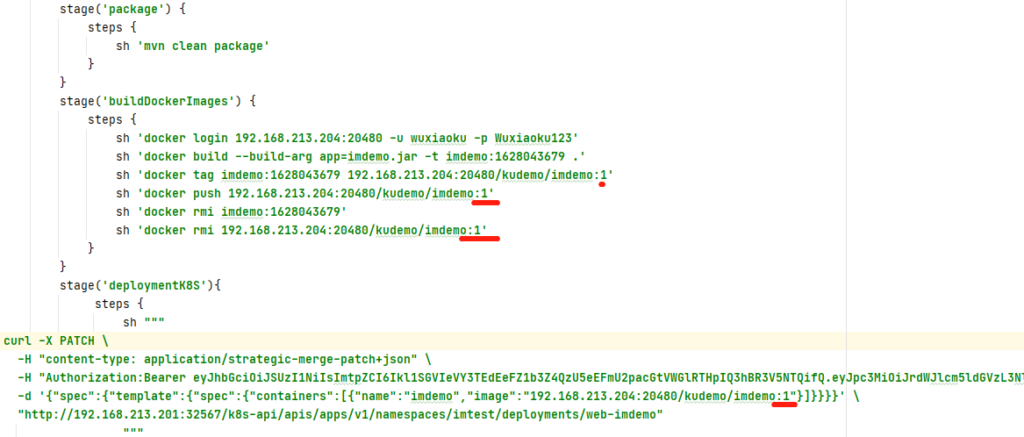 stage('package') {
steps {
sh 'mvn clean package'
}
}
stage('buildDockerImages') {
steps {
sh 'docker login 192.168.213.204:20480 -u wuxiaoku -p Wuxiaoku123'
sh 'docker build --build-arg app=imdemo.jar -t imdemo:1628043679 .'
sh 'docker tag imdemo:1628043679 192.168.213.204:20480/kudemo/imdemo:1'
sh 'docker push 192.168.213.204:20480/kudemo/imdemo:1'
sh 'docker rmi imdemo:1628043679'
sh 'docker rmi 192.168.213.204:20480/kudemo/imdemo:1'
}
}
stage('deploymentK8S'){
steps {
sh """
curl -X PATCH \
-H "content-type: application/strategic-merge-patch+json" \
-H "Authorization:Bearer
-d '{"spec":{"template":{"spec":{"containers":[{"name":"imdemo","image":"192.168.213.204:20480/kudemo/imdemo:1"}]}}}}' \
"http://192.168.213.201:32567/k8s-api/apis/apps/v1/namespaces/imtest/deployments/web-imdemo"
"""